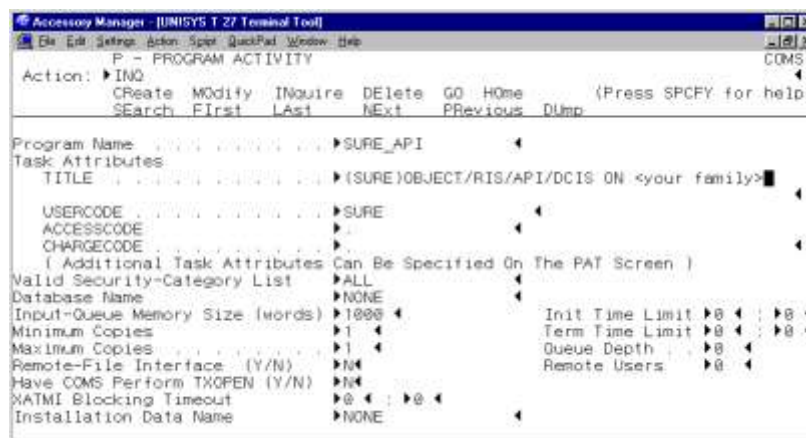 Accessory Manager - [UNISYS T 27 Terminal Tool]
File Edit Settings Action Script QuickPad Window Help
P - PROGRAM ACTIVITY COMS
Action: INQ
CReate MOdify INquire DElete GO HOme (Press SPCFY for help
SEarch FIrst LAst NExt PRevious DUmp
Program Name . . . . . . . . . . SURE_API
Task Attributes
TITLE . . . . . . . . . . . . (SURE)OBJECT/RIS/API/DCIS ON <your family>
USERCODE . . . . . . . . . . SURE
ACCESSCODE .
CHARGECODE . . . . . . . . . .
( Additional Task Attributes Can Be Specified On The PAT Screen )
Valid Security-Category List ALL
Database Name NONE
Input-Queue Memory Size (words) 1000 Init Time Limit 0 : 0
Minimum Copies 1 Term Time Limit 0 : 0
Maximum Copies . . . . . . . . 1 Queue Depth . . 0
Remote-File Interface (Y/N) N Remote Users 0
Have COMS Perform TXOPEN (Y/N) N
XATMI Blocking Timeout 0 : 0
Installation Data Name NONE